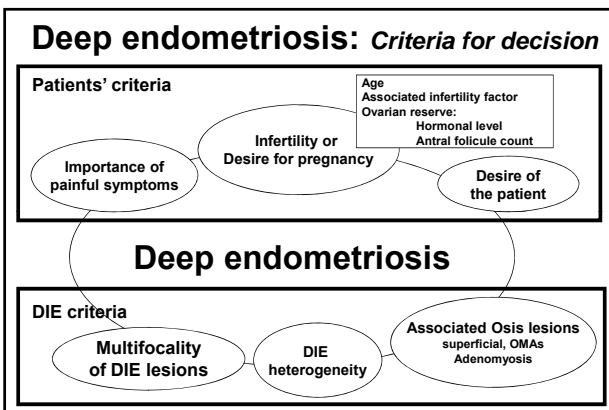 Deep endometriosis: Criteria for decision
Patients' criteria
Age
Associated infertility factor
Ovarian reserve:
Hormonal level
Antral folicule count
Infertility or
Desire for pregnancy
Importance of
painful symptoms
Desire of
the patient
Deep endometriosis
DIE criteria
Multifocality
of DIE lesions
DIE
heterogeneity
Associated Osis lesions
superficial, OMAs
Adenomyosis